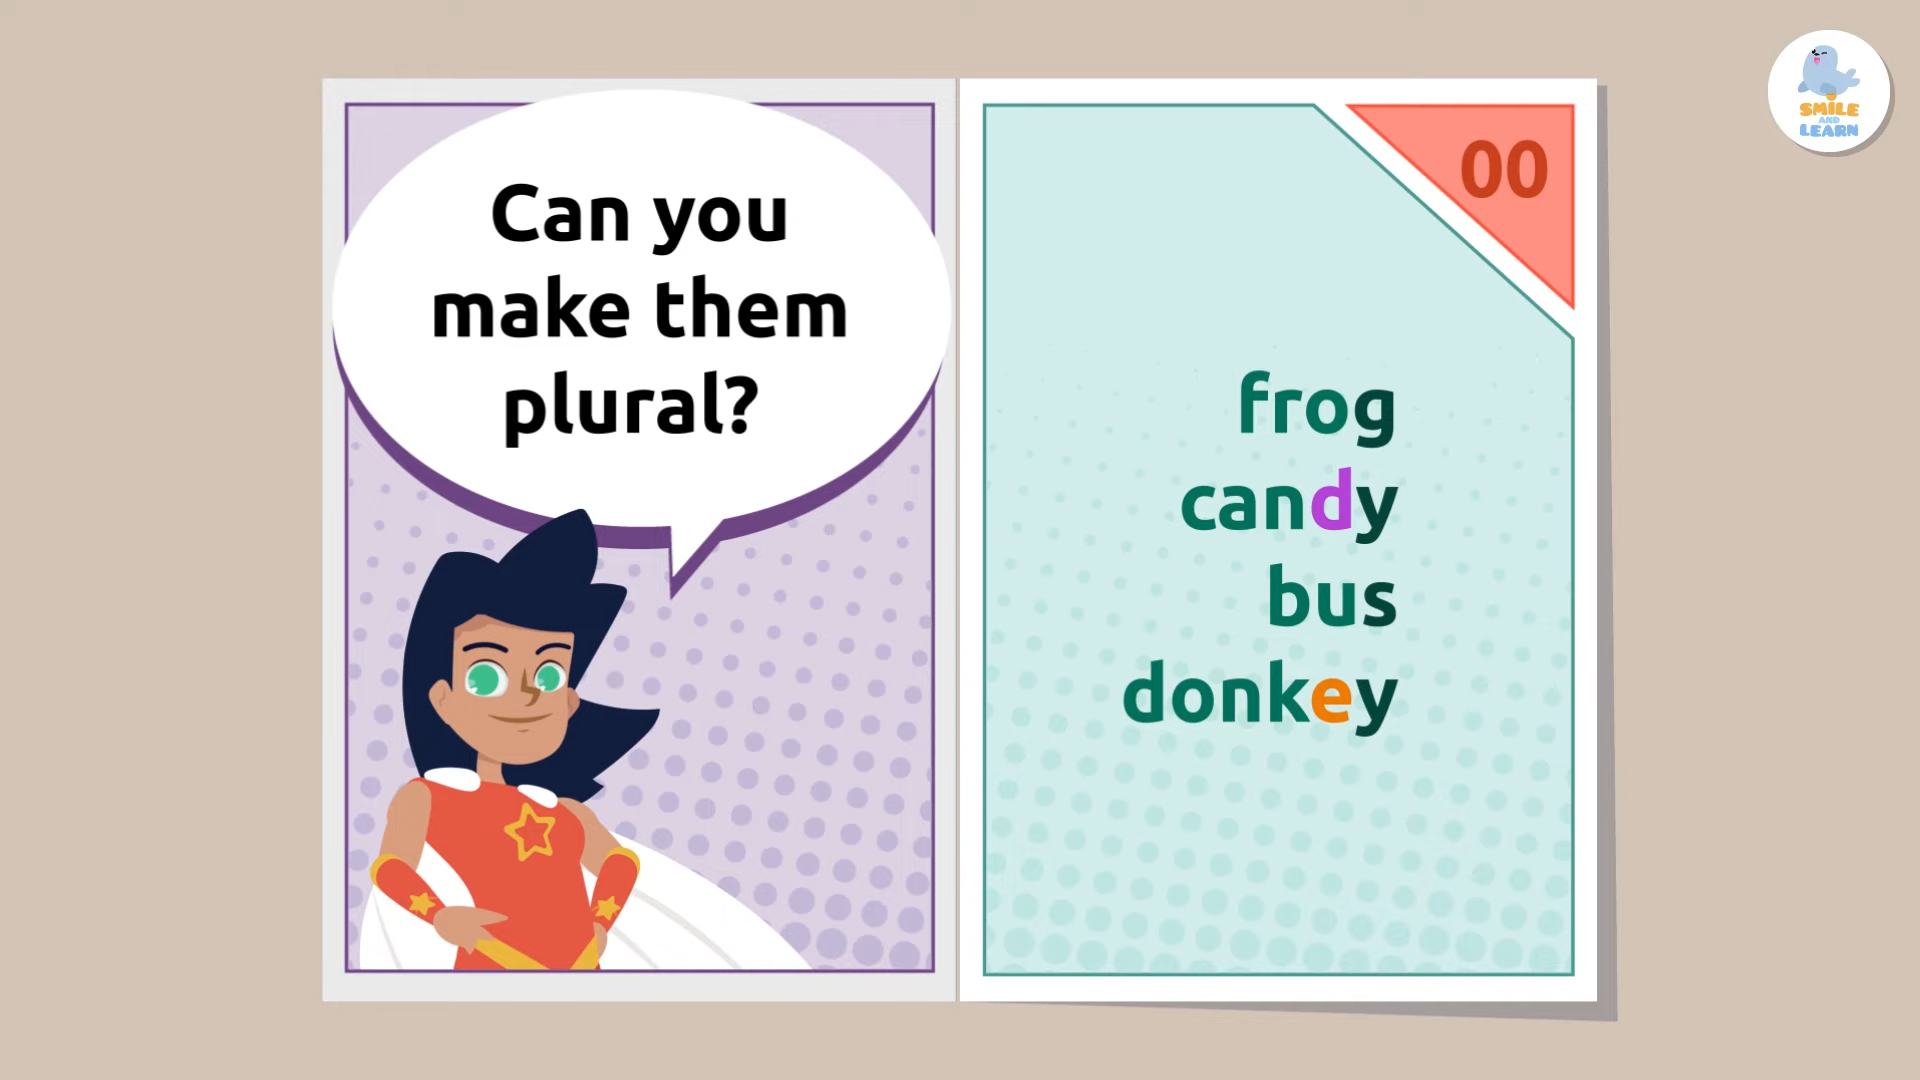 Can you
make them
plural?
00
frog
candy
bus
donkey
SMILE
AND
LEARN